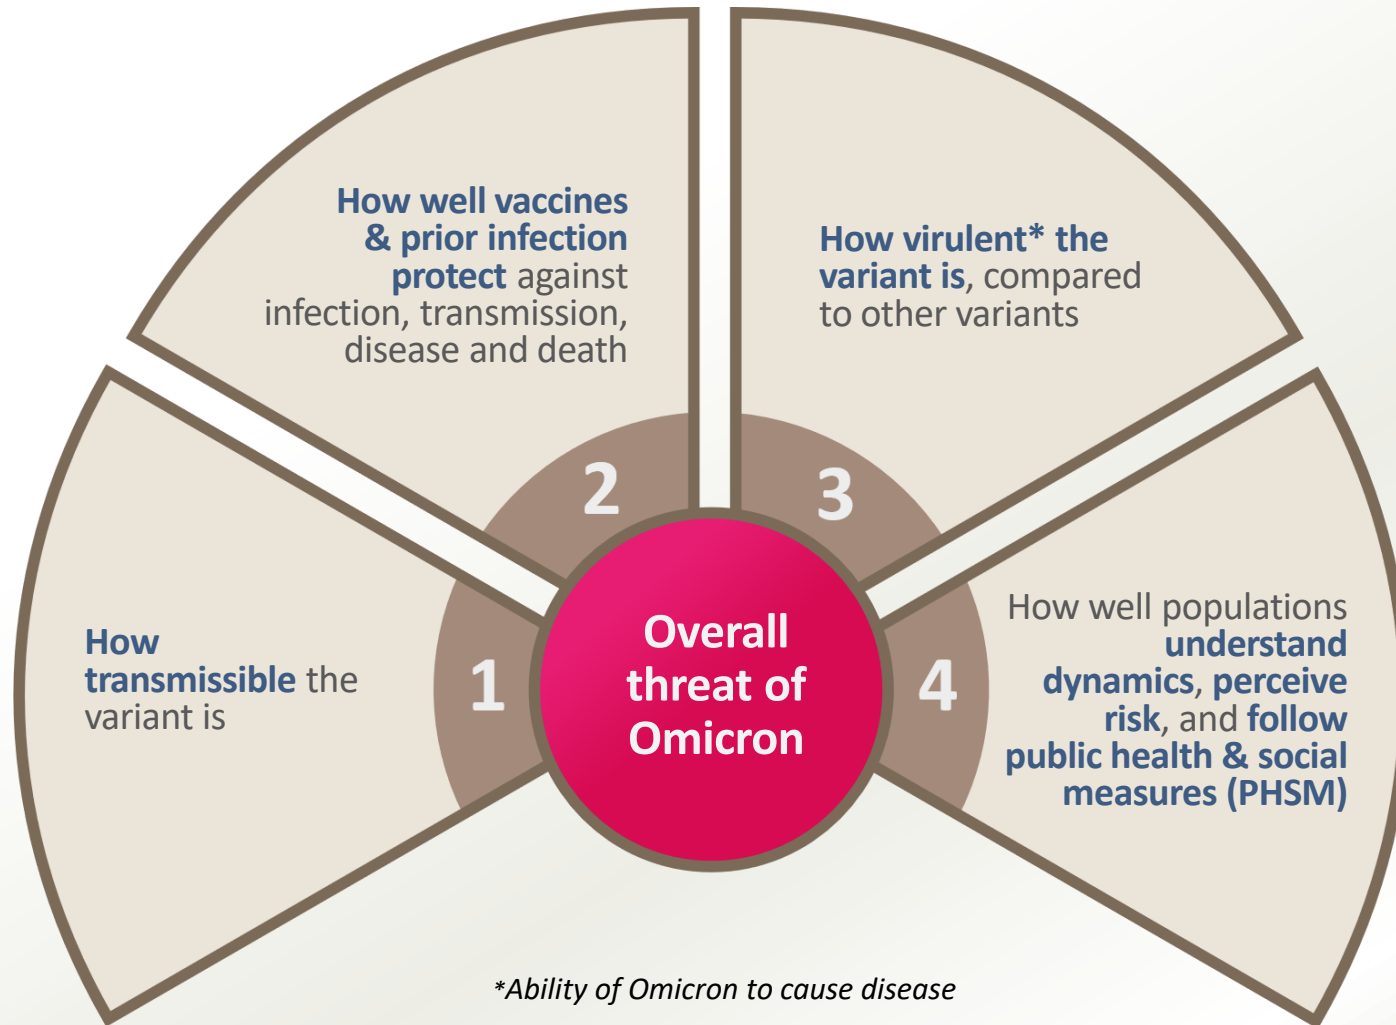 How well vaccines
& prior infection
protect against
infection, transmission,
disease and death
How virulent* the
variant is, compared
to other variants
2
3
How
transmissible the
variant is
1
Overall
threat of
Omicron
4
How well populations
understand
dynamics, perceive
risk, and follow
public health & social
measures (PHSM)
*Ability of Omicron to cause disease